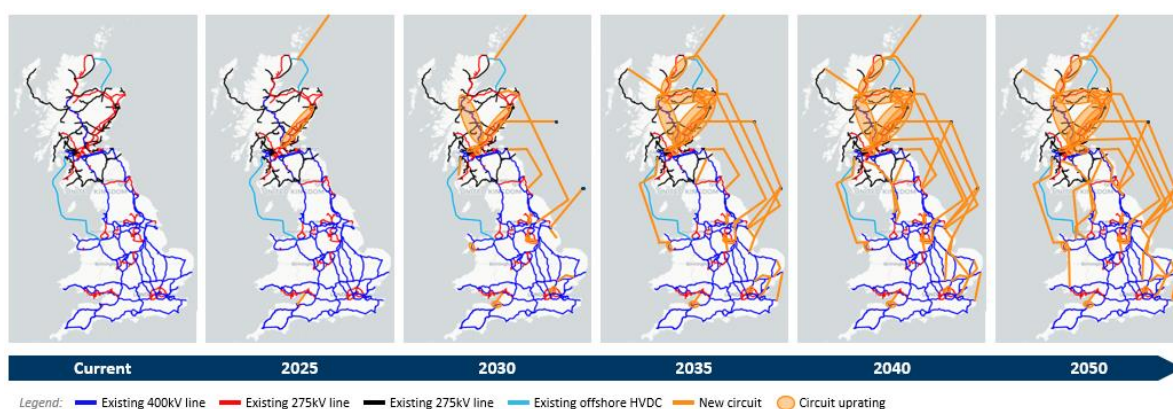 Current 2025 2030 2035 2040 2050
Legend: Existing 400kV line Existing 275kV line Existing 275kV line Existing offshore HVDC New circuit Circuit uprating